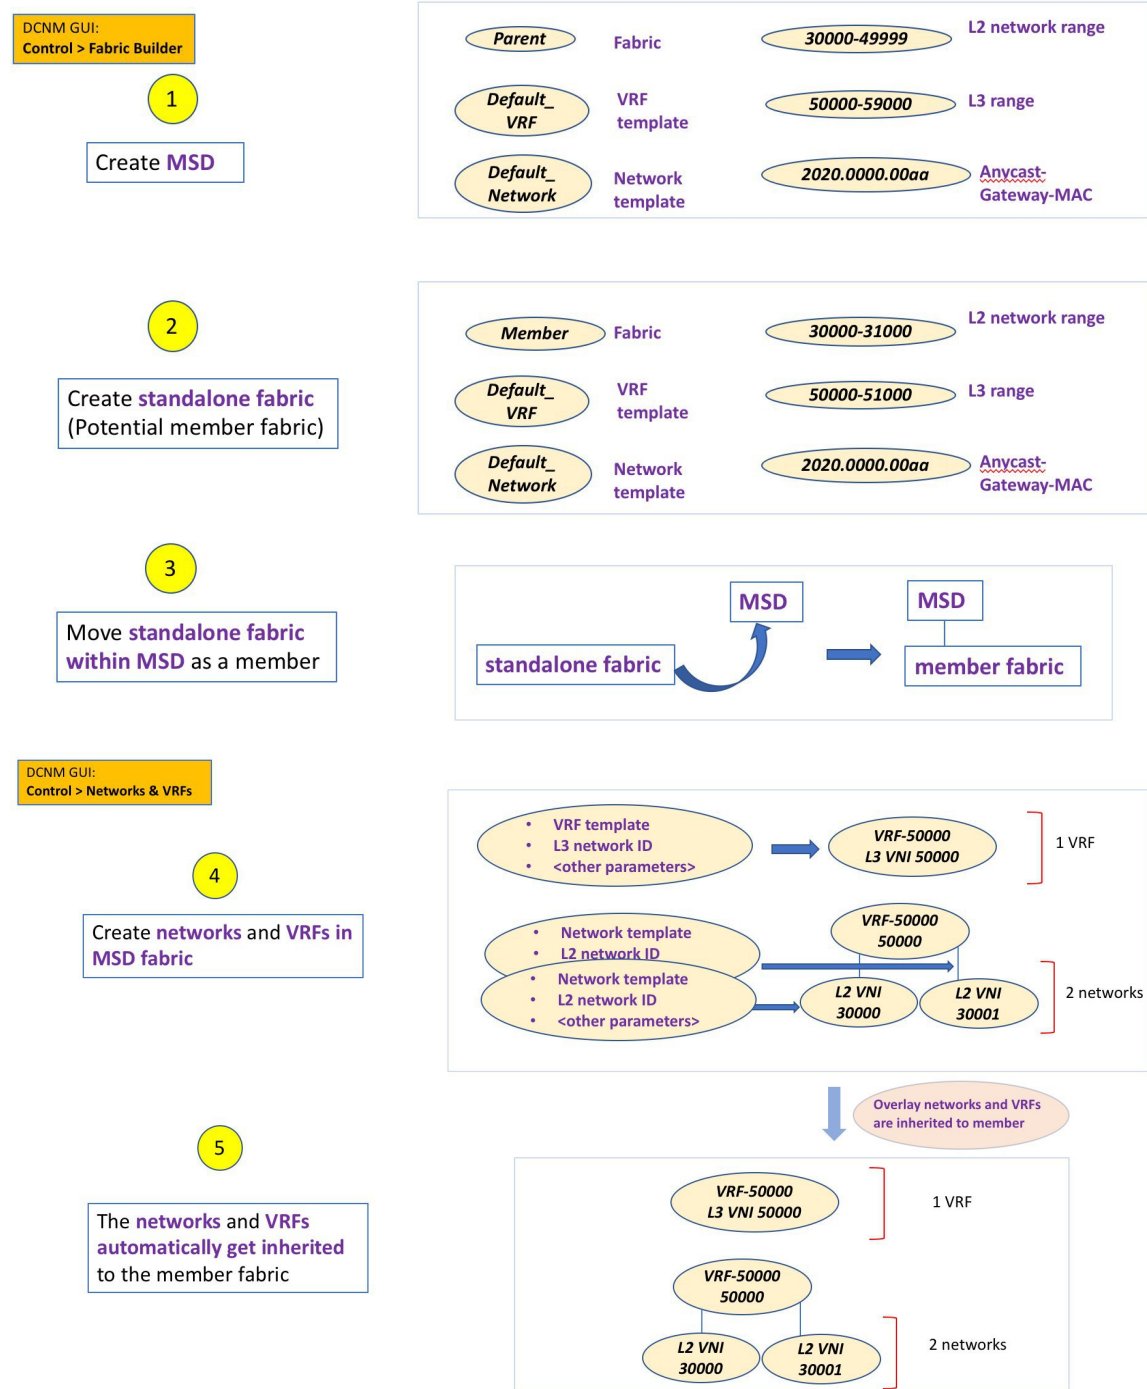 DCNM GUI:
Control > Fabric Builder
1
Create MSD
Parent
Fabric
30000-49999
L2 network range
Default_
VRF
VRF
template
50000-59000
L3 range
Default_
Network
Network
template
2020.0000.00aa
Anycast-
Gateway-MAC
2
Create standalone fabric
(Potential member fabric)
Member
Fabric
30000-31000
L2 network range
Default_
VRF
VRF
template
50000-51000
L3 range
Default_
Network
Network
template
2020.0000.00aa
Anycast-
Gateway-MAC
3
Move standalone fabric
within MSD as a member
standalone fabric
MSD
MSD
member fabric
DCNM GUI:
Control > Networks & VRFs
4
Create networks and VRFs in
MSD fabric
• VRF template
• L3 network ID
• <other parameters>
VRF-50000
L3 VNI 50000
1 VRF
• Network template
• L2 network ID
• Network template
• L2 network ID
• <other parameters>
VRF-50000
50000
L2 VNI
30000
L2 VNI
30001
2 networks
Overlay networks and VRFs
are inherited to member
5
The networks and VRFs
automatically get inherited
to the member fabric
VRF-50000
L3 VNI 50000
1 VRF
VRF-50000
50000
L2 VNI
30000
L2 VNI
30001
2 networks